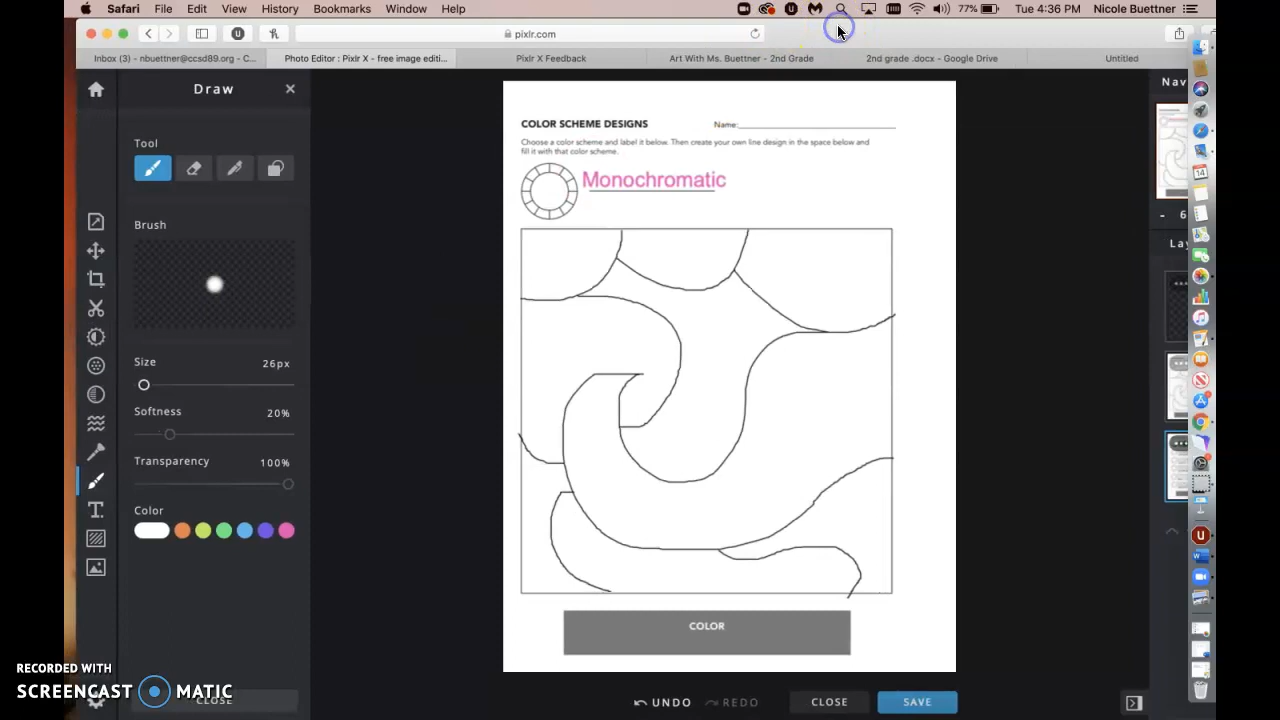 Safari File Edit View History Bookmarks Window Help 77% Tue 4:36 PM Nicole Buettner
pixlr.com
Inbox (3) - nbuettner@ccsd89.org - C... Photo Editor : Pixlr X - free image editi... Pixlr X Feedback Art With Ms. Buettner - 2nd Grade 2nd grade .docx - Google Drive Untitled
Draw
Nav
Tool
COLOR SCHEME DESIGNS Name:
Choose a color scheme and label it below. Then create your own line design in the space below and
fill it with that color scheme.
Monochromatic
Brush
- 6
Lay
Size 26px
Softness 20%
Transparency 100%
Color
COLOR
RECORDED WITH
SCREENCAST MATIC
CLOSE
UNDO REDO CLOSE SAVE